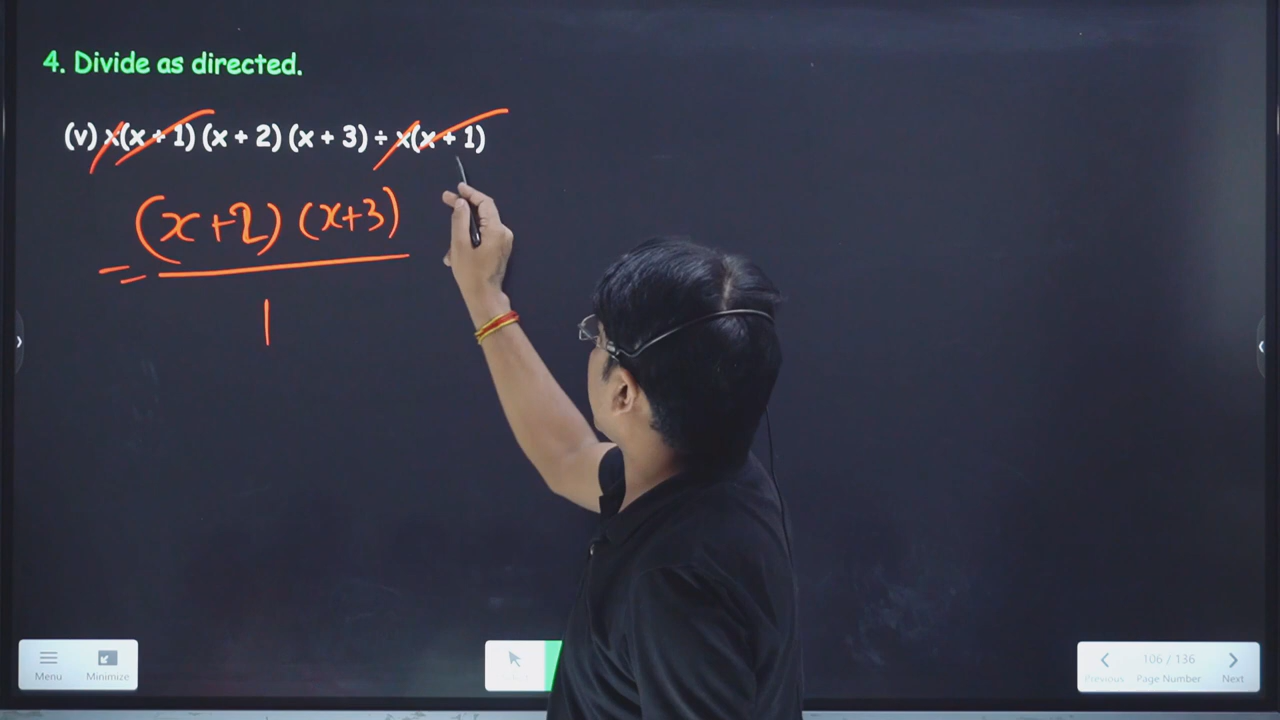 4. Divide as directed.
(v) x(x + 1) (x + 2) (x + 3) ÷ x(x + 1)
= (x+2) (x+3)
1
Menu
Minimize
106 / 136
Previous
Page Number
Next